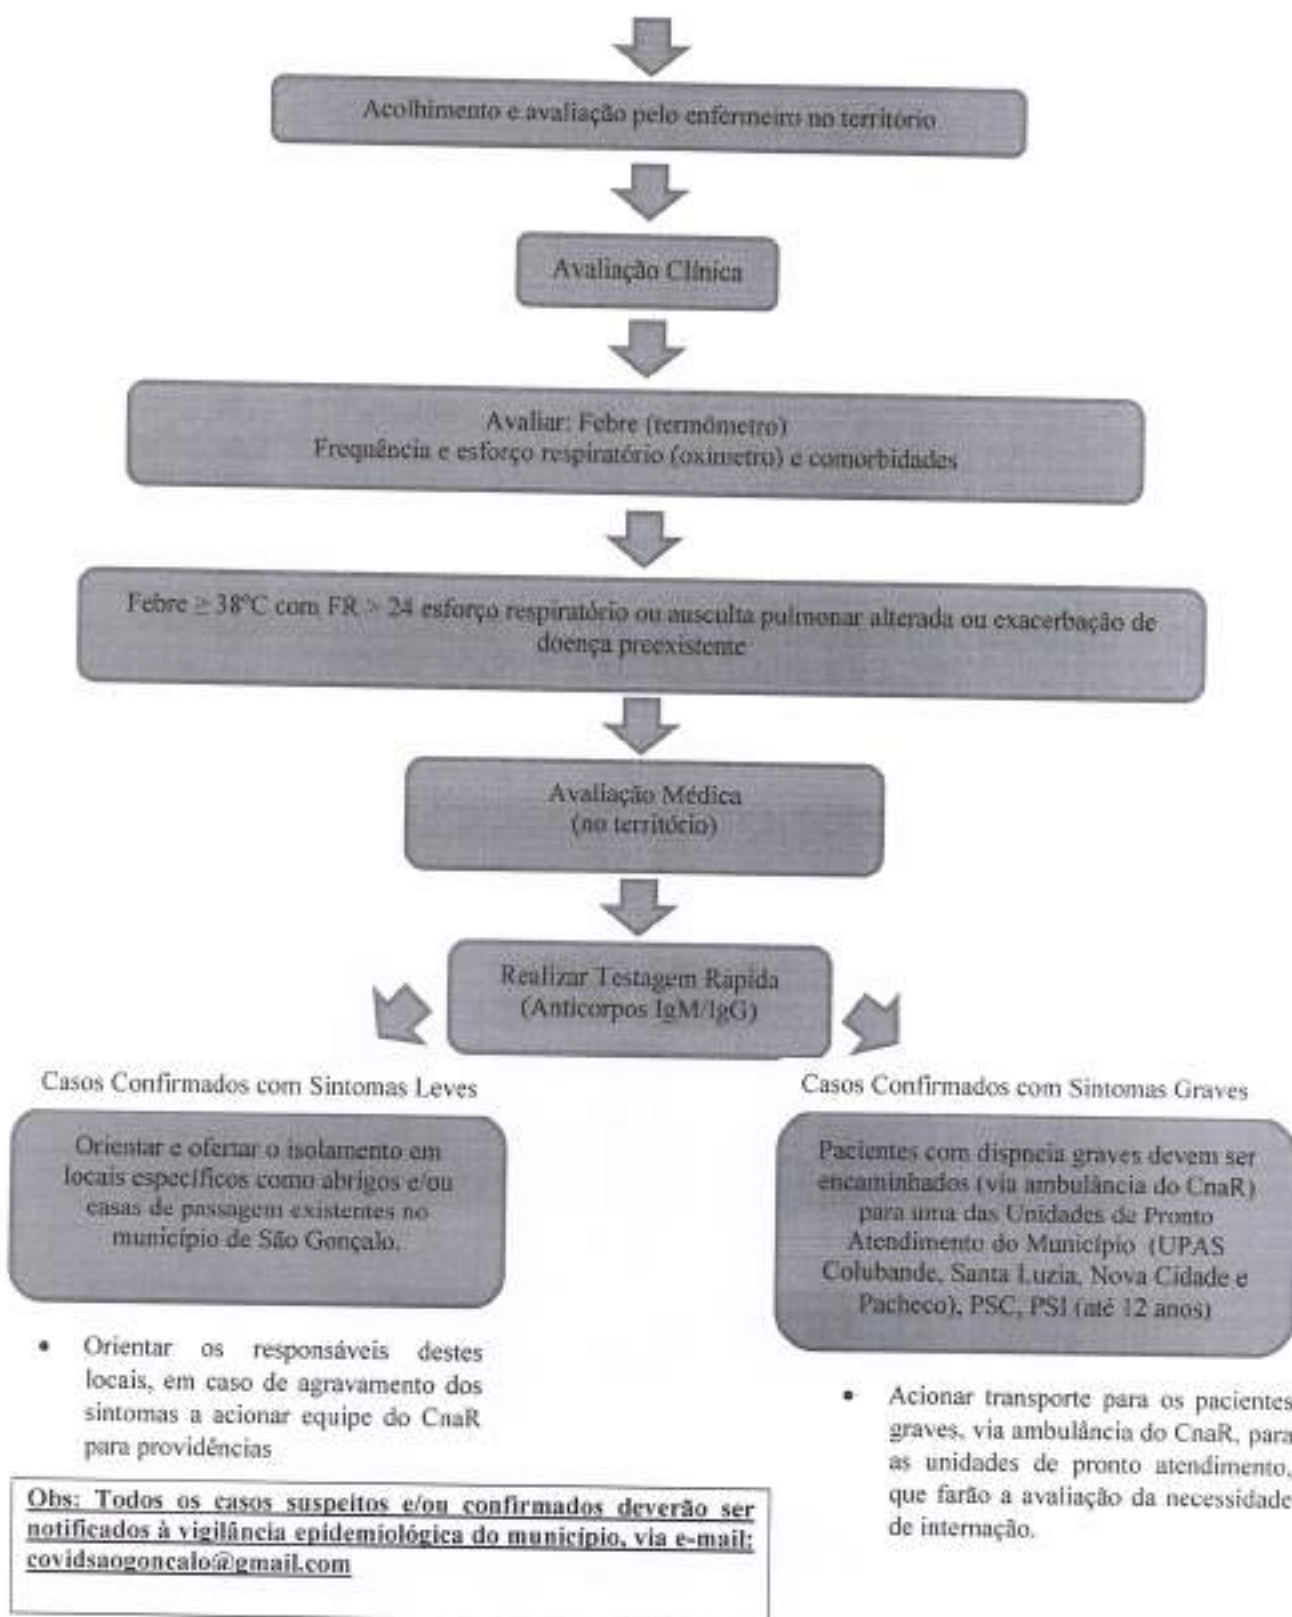 Acolhimento e avaliação pelo enfermeiro no território
Avaliação Clínica
Avaliar: Febre (termômetro)
Frequência e esforço respiratório (oxímetro) e comorbidades
Febre ≥ 38ºC com FR > 24 esforço respiratório ou ausculta pulmonar alterada ou exacerbação de
doença preexistente
Avaliação Médica
(no território)
Realizar Testagem Rápida
(Anticorpos IgM/IgG)
Casos Confirmados com Sintomas Leves
Orientar e ofertar o isolamento em
locais específicos como abrigos e/ou
casas de passagem existentes no
município de São Gonçalo.
• Orientar os responsáveis destes
locais, em caso de agravamento dos
sintomas a acionar equipe do CnaR
para providências
Obs: Todos os casos suspeitos e/ou confirmados deverão ser
notificados à vigilância epidemiológica do município, via e-mail:
covidsaogoncalo@gmail.com
Casos Confirmados com Sintomas Graves
Pacientes com dispneia graves devem ser
encaminhados (via ambulância do CnaR)
para uma das Unidades de Pronto
Atendimento do Município (UPAS
Colubande, Santa Luzia, Nova Cidade e
Pacheco), PSC, PSI (até 12 anos)
• Acionar transporte para os pacientes
graves, via ambulância do CnaR, para
as unidades de pronto atendimento,
que farão a avaliação da necessidade
de internação.